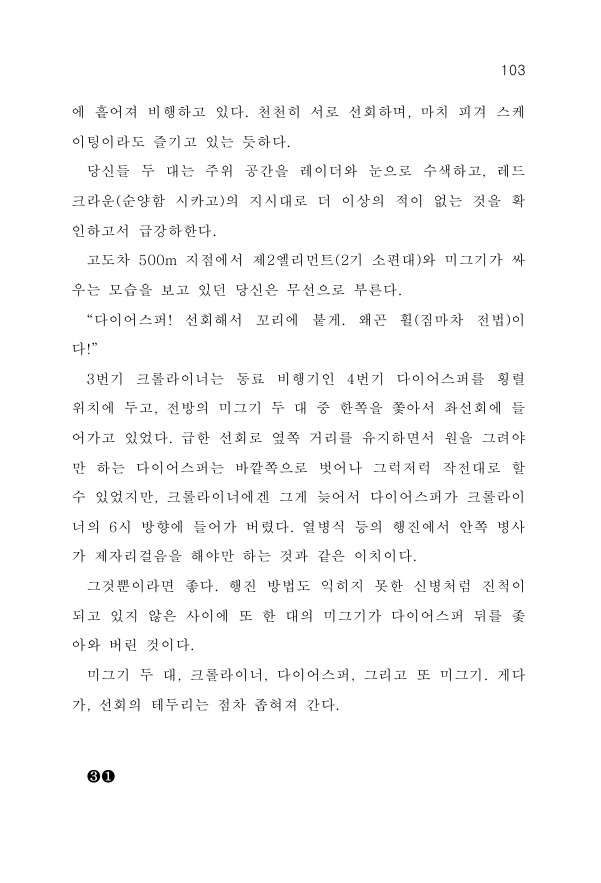 103
에 흩어져 비행하고 있다. 천천히 서로 선회하며, 마치 피겨 스케
이팅이라도 즐기고 있는 듯하다.
당신들 두 대는 주위 공간을 레이더와 눈으로 수색하고, 레드
크라운(순양함 시카고)의 지시대로 더 이상의 적이 없는 것을 확
인하고서 급강하한다.
고도차 500m 지점에서 제2엘리먼트(2기 소편대)와 미그기가 싸
우는 모습을 보고 있던 당신은 무선으로 부른다.
“다이어스퍼! 선회해서 꼬리에 붙게. 왜곤 휠(짐마차 전법)이
다!”
3번기 크롤라이너는 동료 비행기인 4번기 다이어스퍼를 횡렬
위치에 두고, 전방의 미그기 두 대 중 한쪽을 쫓아서 좌선회에 들
어가고 있었다. 급한 선회로 옆쪽 거리를 유지하면서 원을 그려야
만 하는 다이어스퍼는 바깥쪽으로 벗어나 그럭저럭 작전대로 할
수 있었지만, 크롤라이너에겐 그게 늦어서 다이어스퍼가 크롤라이
너의 6시 방향에 들어가 버렸다. 열병식 등의 행진에서 안쪽 병사
가 제자리걸음을 해야만 하는 것과 같은 이치이다.
그것뿐이라면 좋다. 행진 방법도 익히지 못한 신병처럼 진척이
되고 있지 않은 사이에 또 한 대의 미그기가 다이어스퍼 뒤를 좇
아와 버린 것이다.
미그기 두 대, 크롤라이너, 다이어스퍼, 그리고 또 미그기. 게다
가, 선회의 테두리는 점차 좁혀져 간다.
❸❶